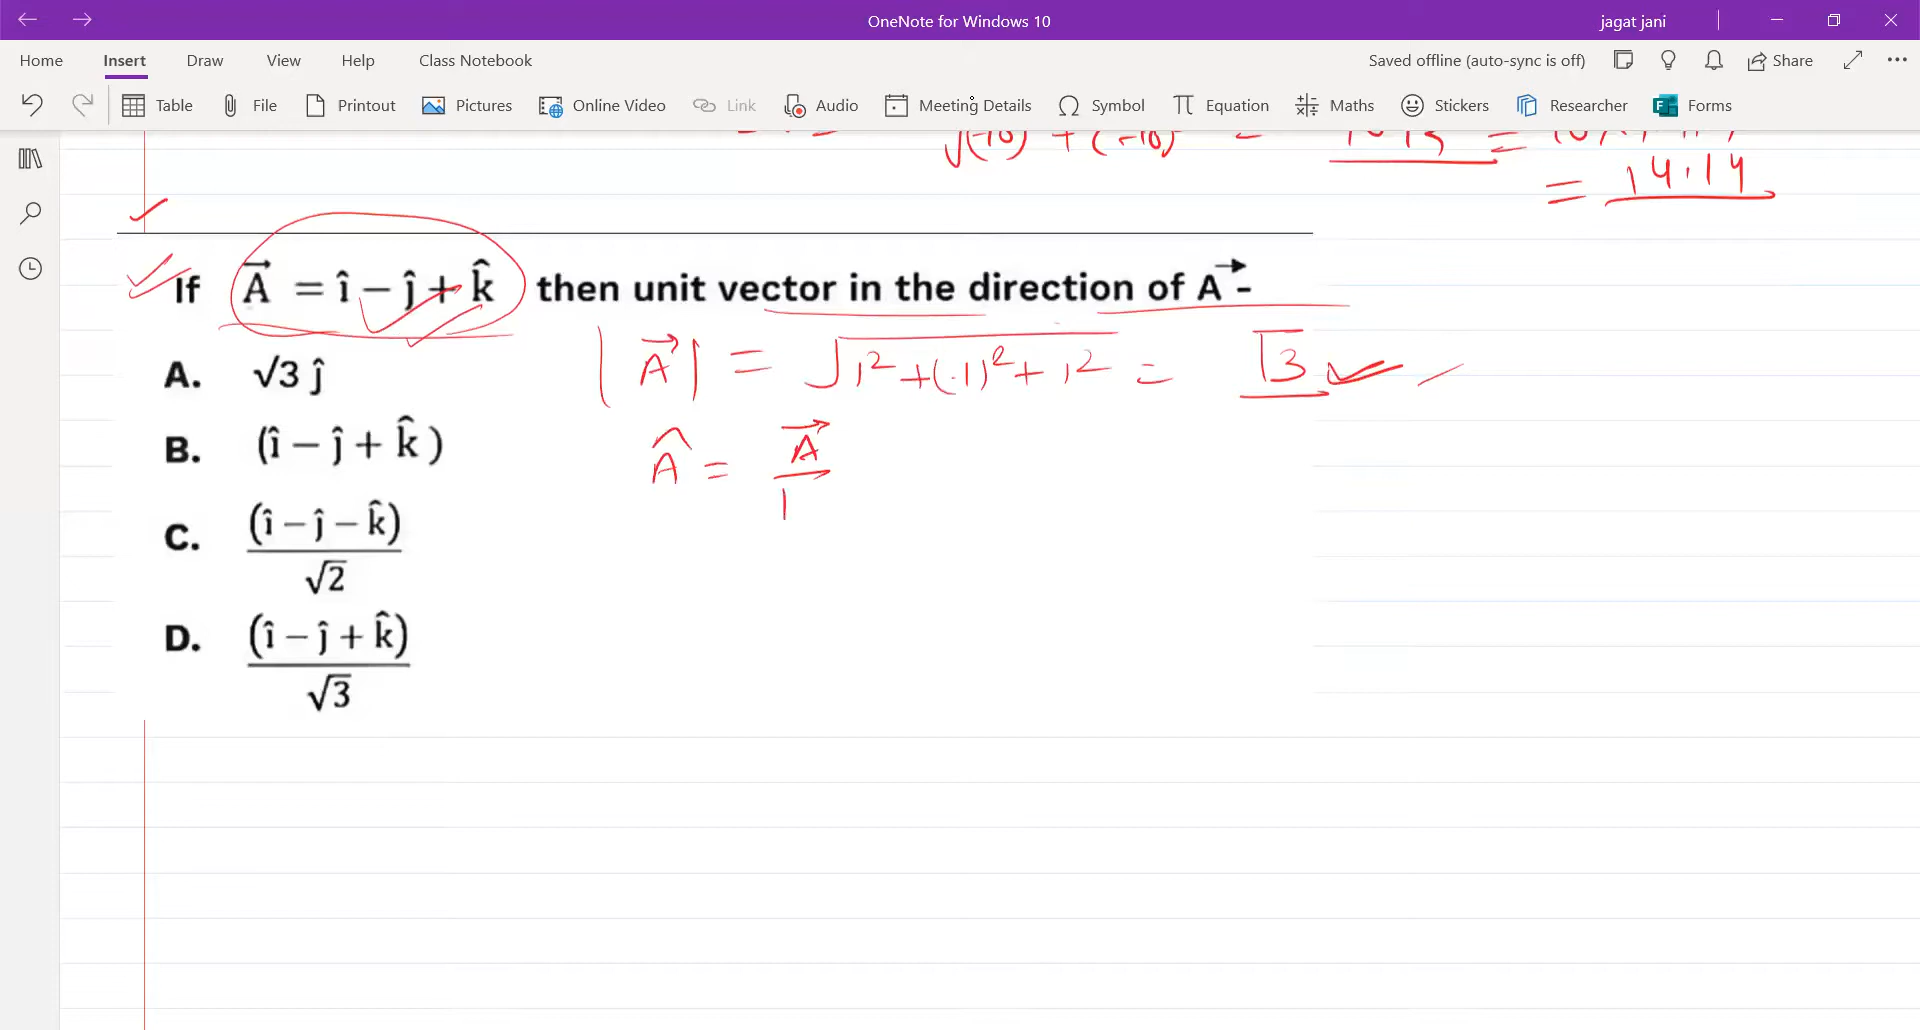 OneNote for Windows 10
jagat jani
Home Insert Draw View Help Class Notebook
Saved offline (auto-sync is off) Share
Table File Printout Pictures Online Video Link Audio Meeting Details Symbol Equation Maths Stickers Researcher Forms
√(-10) + (-10) =
= 14.14
If A⃗ = î − ĵ + k̂ then unit vector in the direction of A⃗ -
|A⃗| = √1² + (-1)² + 1² = √3
A. √3 ĵ
Â = A⃗ / |
B. (î − ĵ + k̂)
C. (î − ĵ − k̂) / √2
D. (î − ĵ + k̂) / √3